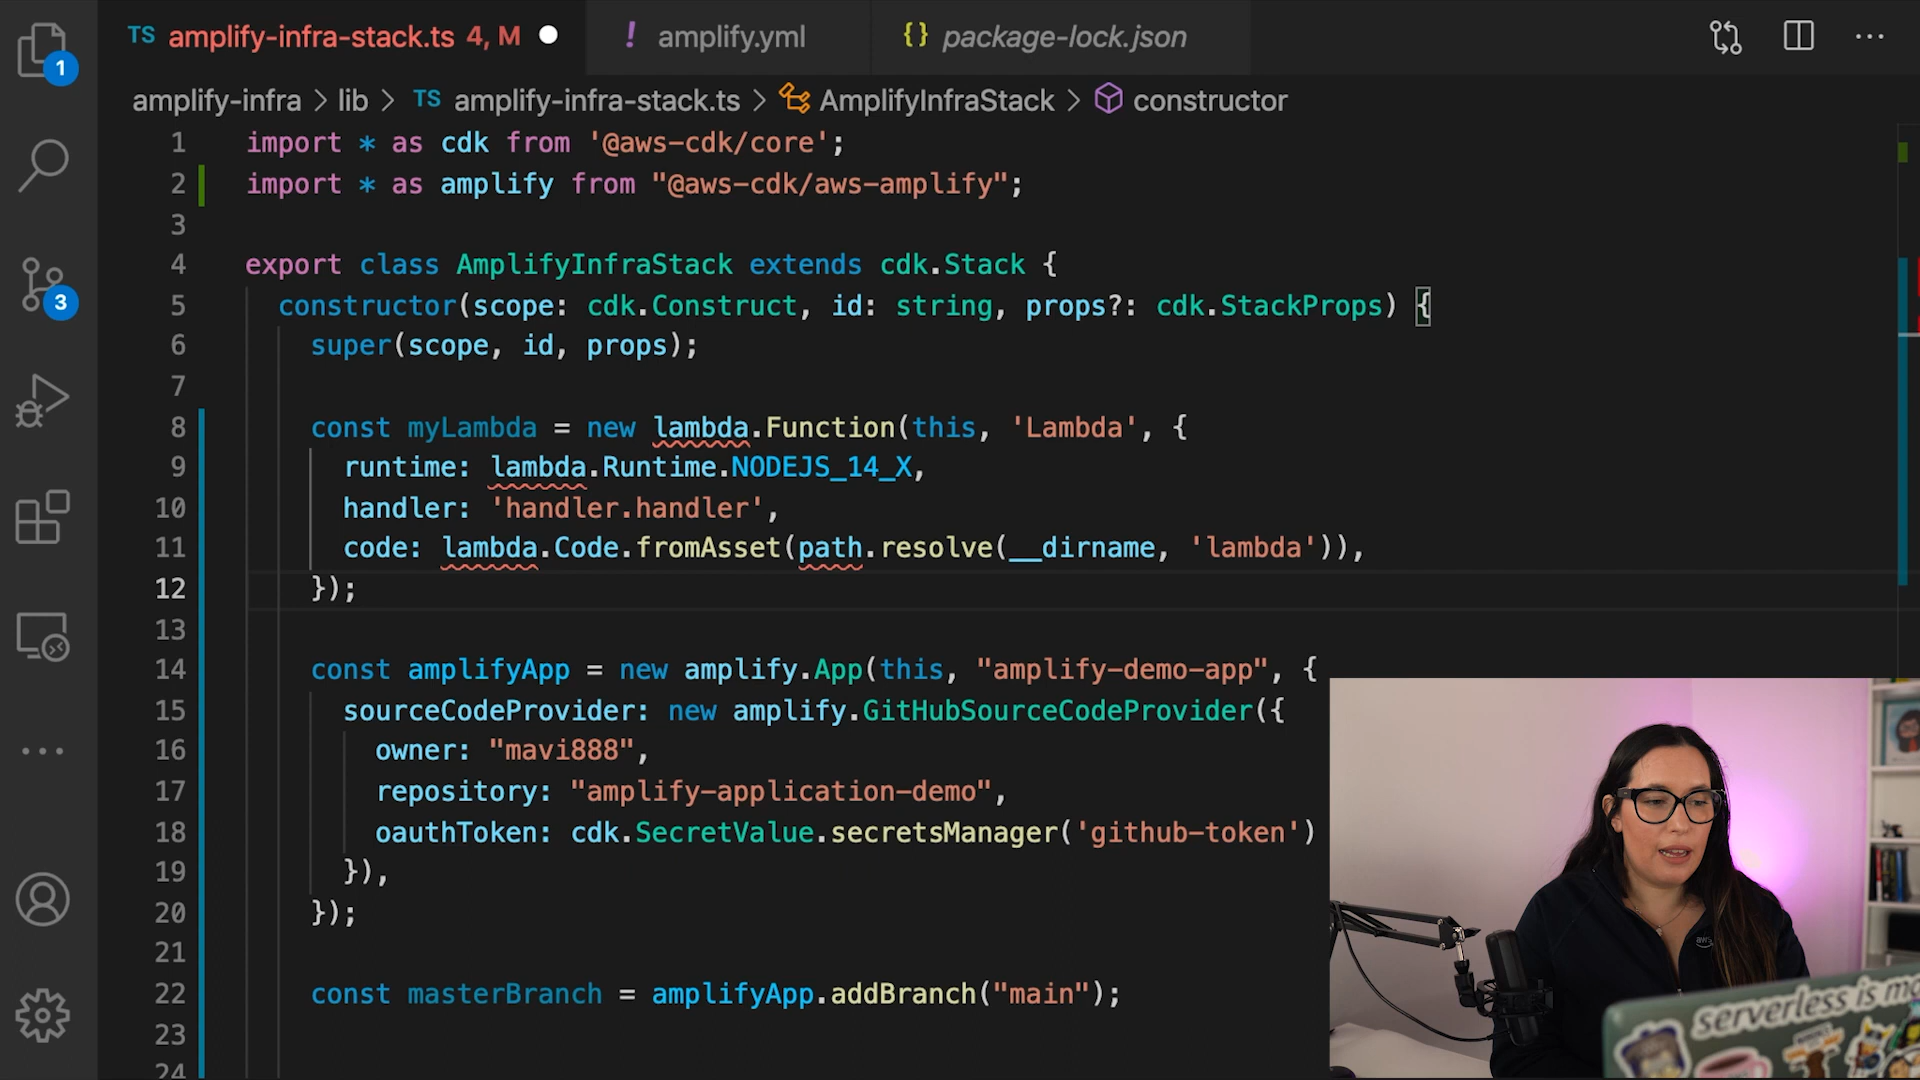 TS amplify-infra-stack.ts 4, M ! amplify.yml {} package-lock.json
1
amplify-infra > lib > TS amplify-infra-stack.ts > AmplifyInfraStack > constructor
1 import * as cdk from '@aws-cdk/core';
2 import * as amplify from "@aws-cdk/aws-amplify";
3
4 export class AmplifyInfraStack extends cdk.Stack {
3
5 constructor(scope: cdk.Construct, id: string, props?: cdk.StackProps) {
6 super(scope, id, props);
7
8 const myLambda = new lambda.Function(this, 'Lambda', {
9 runtime: lambda.Runtime.NODEJS_14_X,
10 handler: 'handler.handler',
11 code: lambda.Code.fromAsset(path.resolve(__dirname, 'lambda')),
12 });
13
14 const amplifyApp = new amplify.App(this, "amplify-demo-app", {
15 sourceCodeProvider: new amplify.GitHubSourceCodeProvider({
16 owner: "mavi888",
17 repository: "amplify-application-demo",
18 oauthToken: cdk.SecretValue.secretsManager('github-token')
19 }),
20 });
21
22 const masterBranch = amplifyApp.addBranch("main");
23
24
aws
serverless is